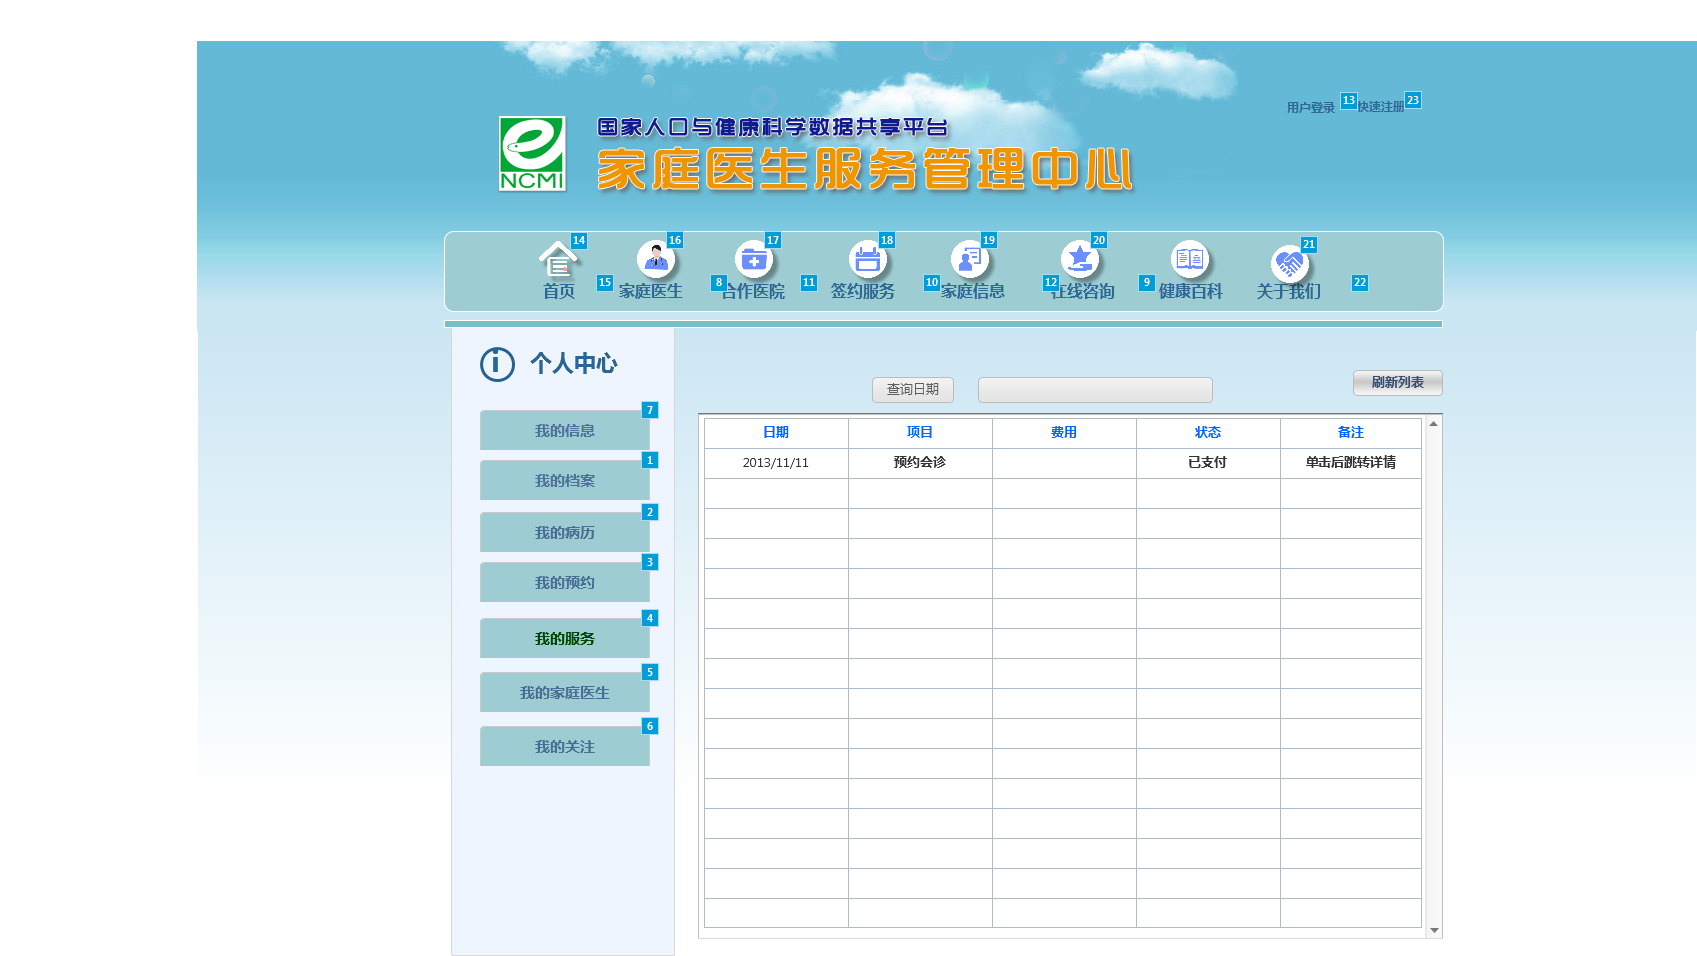 用户登录 13 快速注册 23
国家人口与健康科学数据共享平台
家庭医生服务管理中心
NCMI
14 16 17 18 19 20 21
首页 15 家庭医生 8 合作医院 11 签约服务 10 家庭信息 12 在线咨询 9 健康百科 关于我们 22
i 个人中心
查询日期
刷新列表
7
我的信息
1
我的档案
2
我的病历
3
我的预约
4
我的服务
5
我的家庭医生
6
我的关注
日期 项目 费用 状态 备注
2013/11/11 预约会诊 已支付 单击后跳转详情